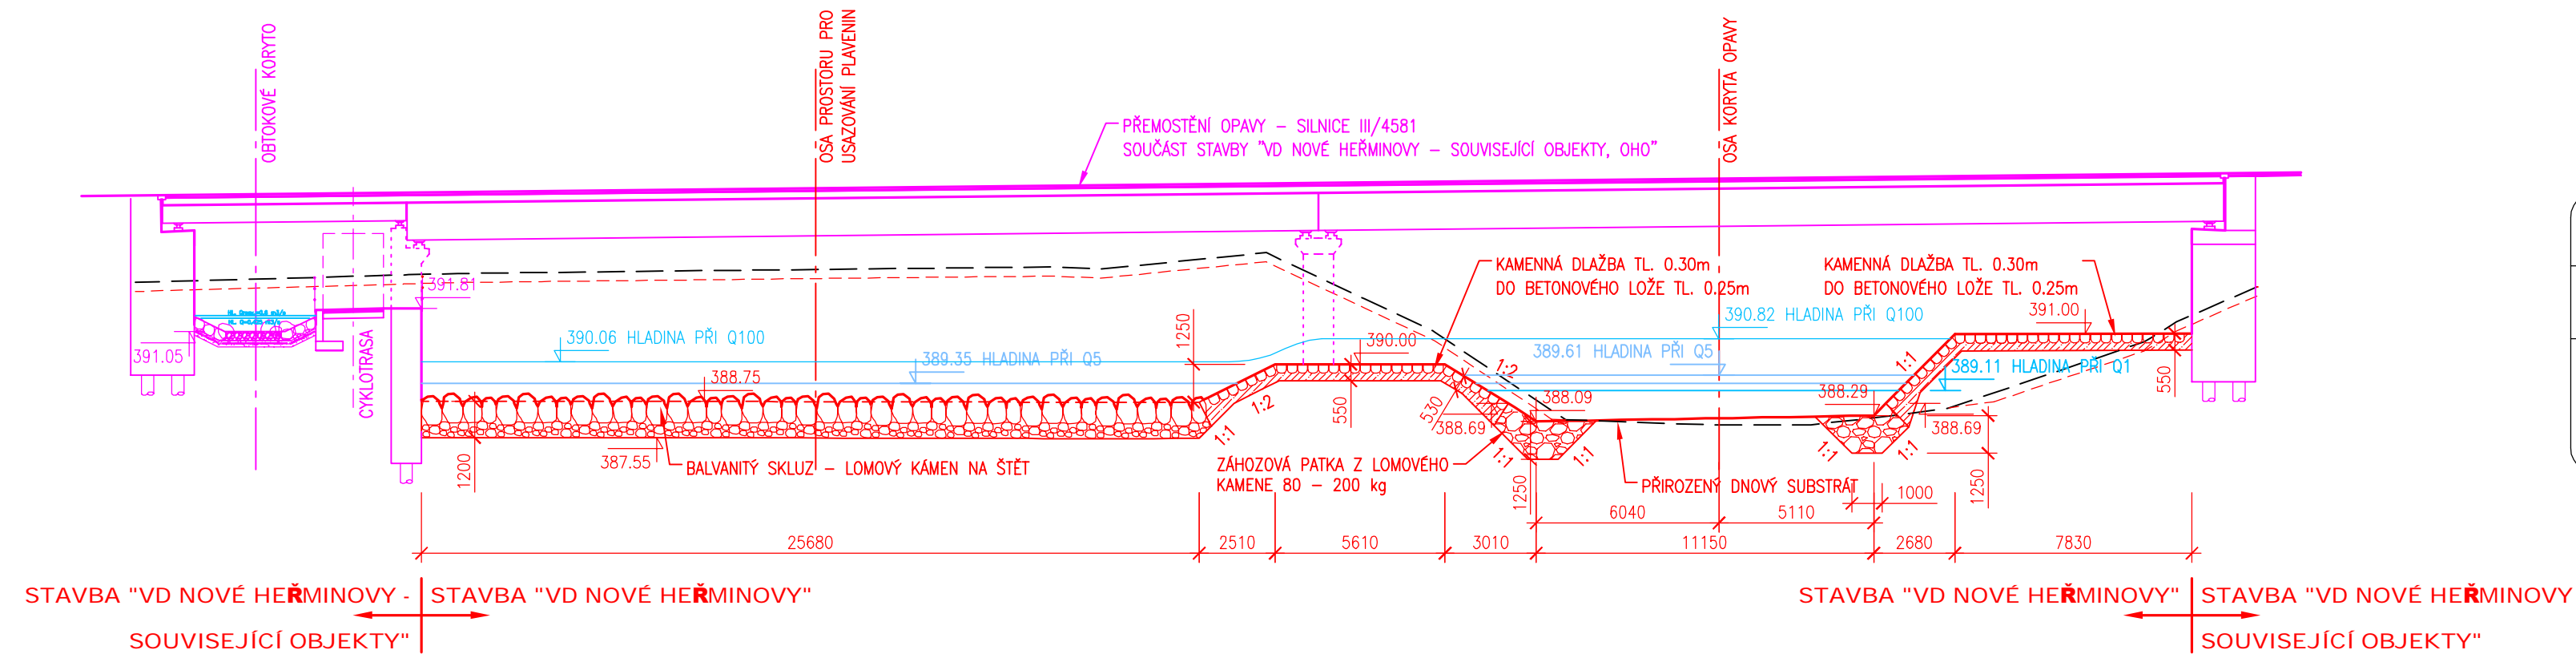 OBTOKOVÉ KORYTO
OSA PROSTORU PRO
USAZOVÁNÍ PLAVENIN
OSA KORYTA OPAVY
PŘEMOSTĚNÍ OPAVY – SILNICE III/4581
SOUČÁST STAVBY "VD NOVÉ HEŘMINOVY – SOUVISEJÍCÍ OBJEKTY, OHO"
KAMENNÁ DLAŽBA TL. 0.30m
DO BETONOVÉHO LOŽE TL. 0.25m
KAMENNÁ DLAŽBA TL. 0.30m
DO BETONOVÉHO LOŽE TL. 0.25m
391.81
391.05
CYKLOTRASA
390.06 HLADINA PŘI Q100
389.35 HLADINA PŘI Q5
1250
390.00
390.82 HLADINA PŘI Q100
391.00
389.61 HLADINA PŘI Q5
389.11 HLADINA PŘI Q1
388.75
1:2
550
530
1:2
388.09
388.29
1:1
550
388.69
388.69
1:1
1200
387.55
BALVANITÝ SKLUZ – LOMOVÝ KÁMEN NA ŠTĚT
ZÁHOZOVÁ PATKA Z LOMOVÉHO
KAMENE 80 – 200 kg
1:1
1:1
1:1
1:1
PŘIROZENÝ DNOVÝ SUBSTRÁT
1250
1000
1250
6040
5110
25680
2510
5610
3010
11150
2680
7830
STAVBA "VD NOVÉ HEŘMINOVY -
SOUVISEJÍCÍ OBJEKTY"
STAVBA "VD NOVÉ HEŘMINOVY"
STAVBA "VD NOVÉ HEŘMINOVY"
STAVBA "VD NOVÉ HEŘMINOVY
SOUVISEJÍCÍ OBJEKTY"